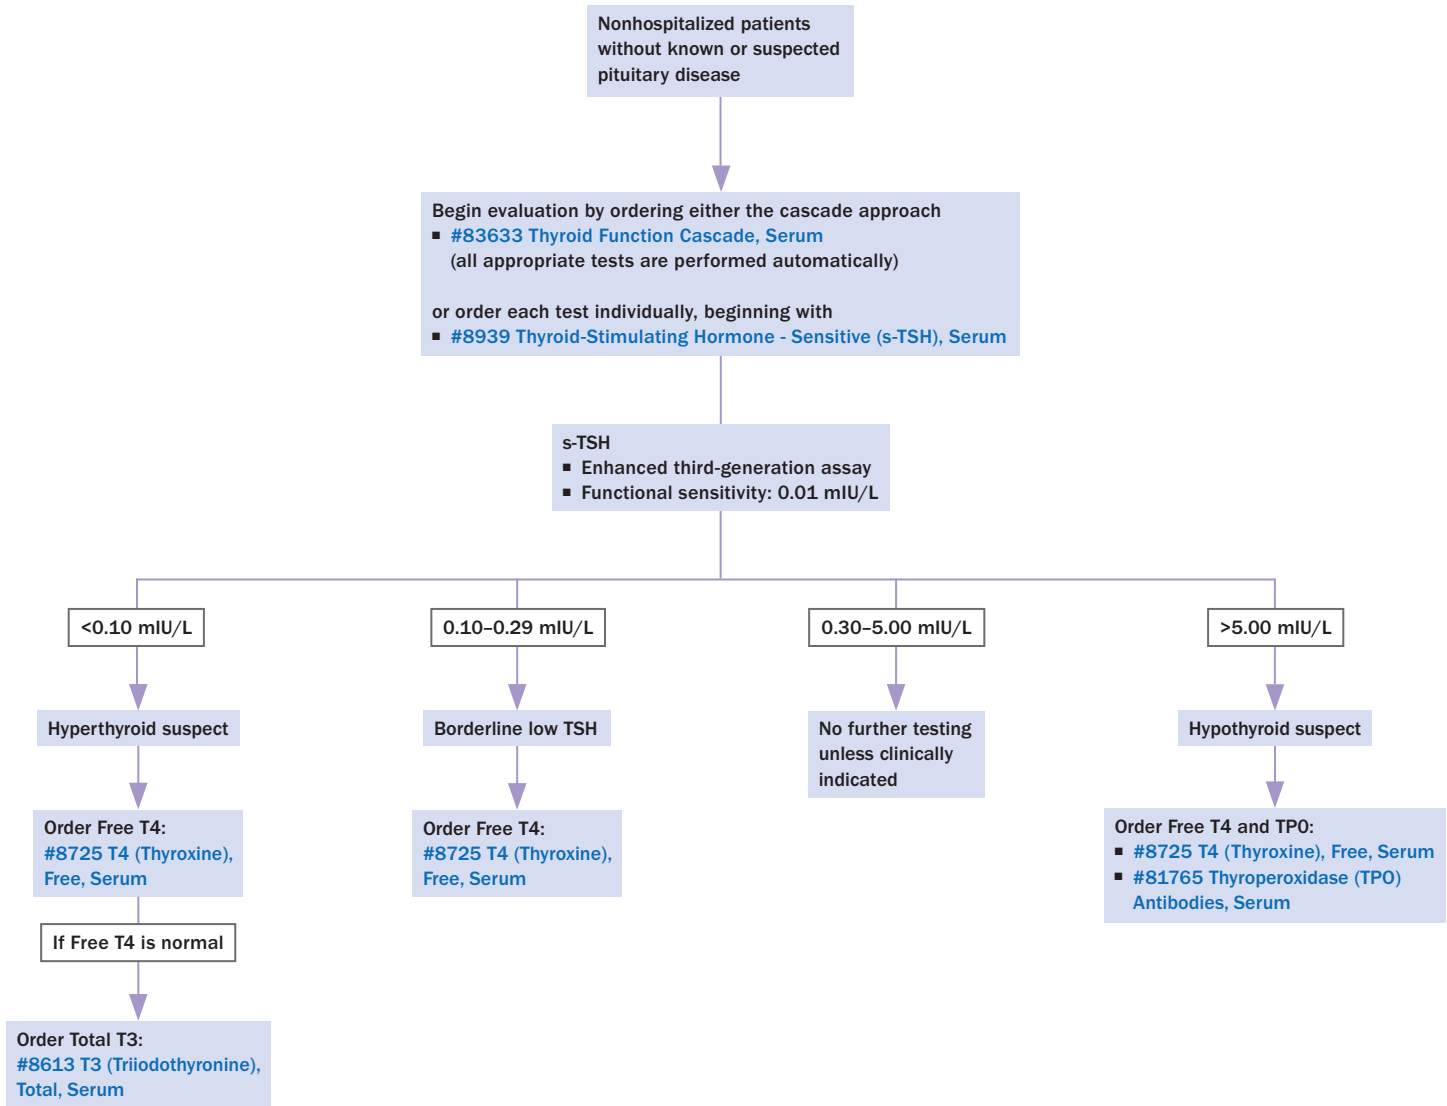 Nonhospitalized patients
without known or suspected
pituitary disease
Begin evaluation by ordering either the cascade approach
▪ #83633 Thyroid Function Cascade, Serum
(all appropriate tests are performed automatically)
or order each test individually, beginning with
▪ #8939 Thyroid-Stimulating Hormone - Sensitive (s-TSH), Serum
s-TSH
▪ Enhanced third-generation assay
▪ Functional sensitivity: 0.01 mIU/L
<0.10 mIU/L
0.10–0.29 mIU/L
0.30–5.00 mIU/L
>5.00 mIU/L
Hyperthyroid suspect
Borderline low TSH
No further testing
unless clinically
indicated
Hypothyroid suspect
Order Free T4:
#8725 T4 (Thyroxine),
Free, Serum
Order Free T4:
#8725 T4 (Thyroxine),
Free, Serum
Order Free T4 and TPO:
▪ #8725 T4 (Thyroxine), Free, Serum
▪ #81765 Thyroperoxidase (TPO)
Antibodies, Serum
If Free T4 is normal
Order Total T3:
#8613 T3 (Triiodothyronine),
Total, Serum